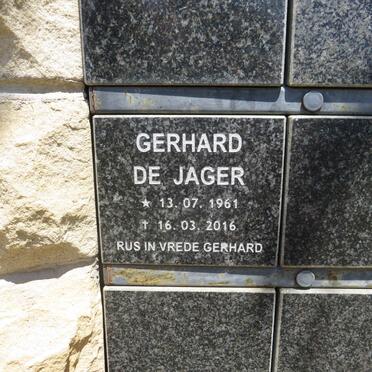 GERHARD
DE JAGER
★ 13. 07. 1961
† 16. 03. 2016
RUS IN VREDE GERHARD